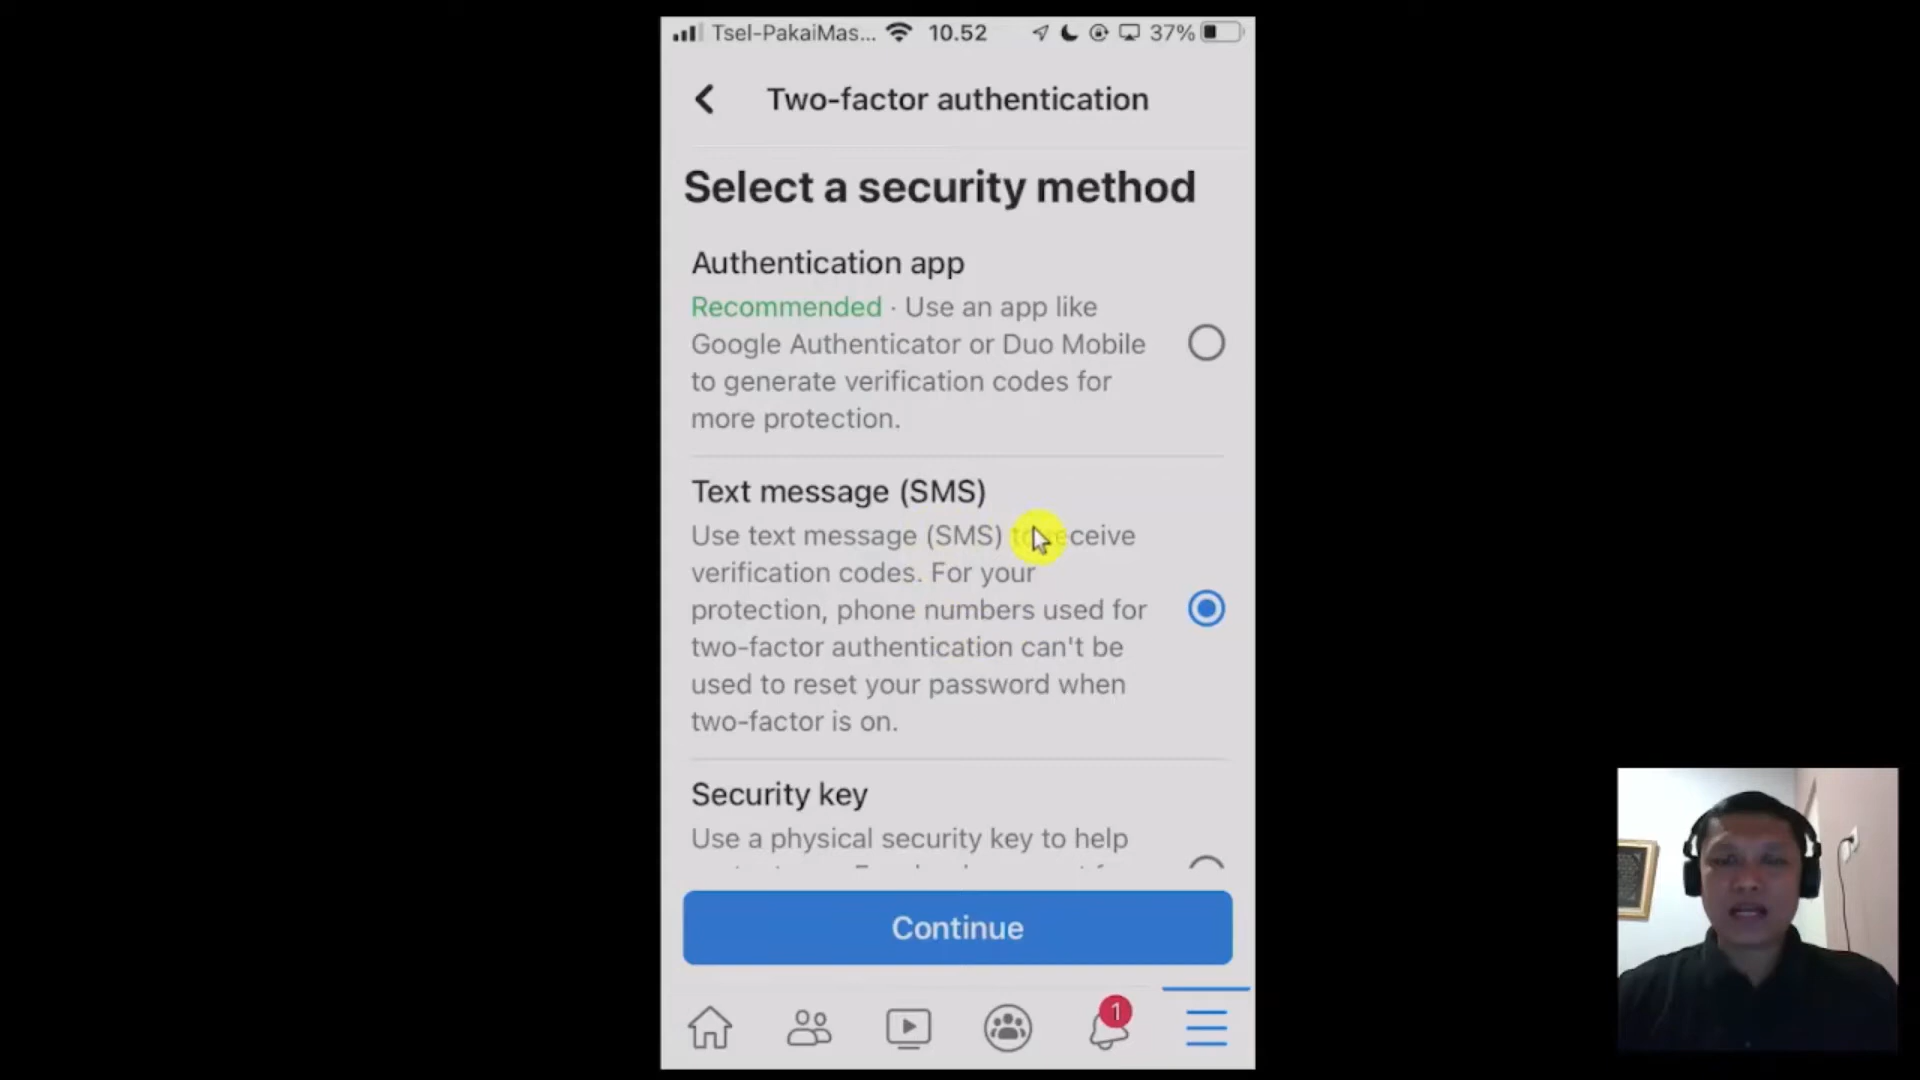 Tsel-PakaiMas... 10.52 37%
Two-factor authentication
Select a security method
Authentication app
Recommended · Use an app like
Google Authenticator or Duo Mobile
to generate verification codes for
more protection.
Text message (SMS)
Use text message (SMS) to receive
verification codes. For your
protection, phone numbers used for
two-factor authentication can't be
used to reset your password when
two-factor is on.
Security key
Use a physical security key to help
Continue
1